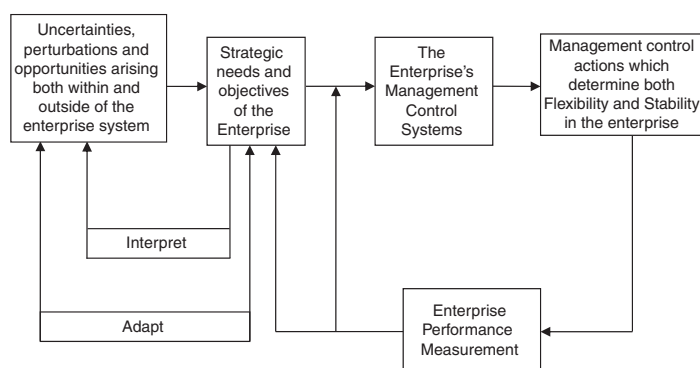 Uncertainties,
perturbations and
opportunities arising
both within and
outside of the
enterprise system
Strategic
needs and
objectives
of the
Enterprise
The
Enterprise's
Management
Control
Systems
Management control
actions which
determine both
Flexibility and Stability
in the enterprise
Interpret
Adapt
Enterprise
Performance
Measurement